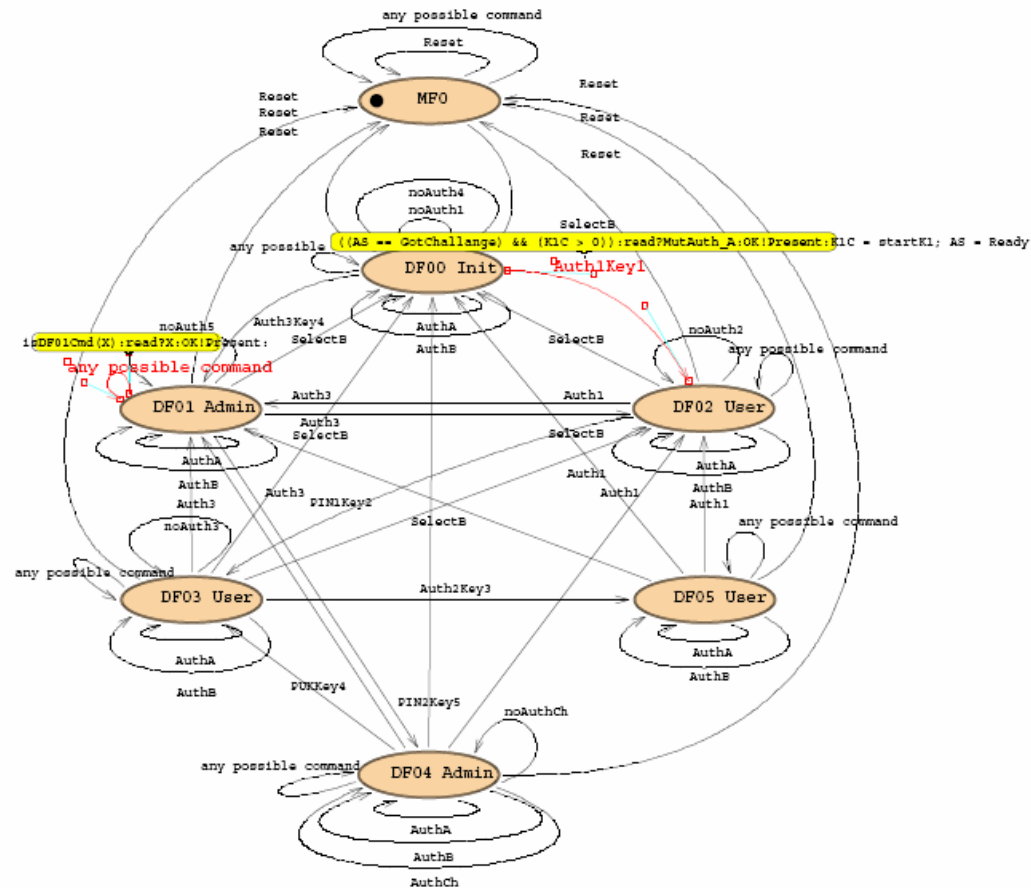 any possible command
Reset
MF0
Reset
Reset
Reset
Reset
Reset
Reset
noAuth4
noAuth1
SelectB
((AS == GotChallange) && (K1C > 0)):read?MutAuth_A:OK!Present:K1C = startK1; AS = Ready
any possible
DF00 Init
Auth1Key1
noAuth5
Auth3Key4
AuthA
AuthB
SelectB
SelectB
noAuth2
isDF01Cmd(X):read?X:OK!Present:
any possible command
any possible command
DF01 Admin
Auth3
Auth1
DF02 User
Auth3
SelectB
SelectB
AuthA
AuthB
Auth3
AuthA
AuthB
Auth1
Auth3
PIN1Key2
Auth1
Auth1
noAuth3
SelectB
any possible command
any possible command
DF03 User
Auth2Key3
DF05 User
AuthA
AuthB
AuthA
AuthB
PUKKey4
PIN2Key5
noAuthCh
any possible command
DF04 Admin
AuthA
AuthB
AuthCh